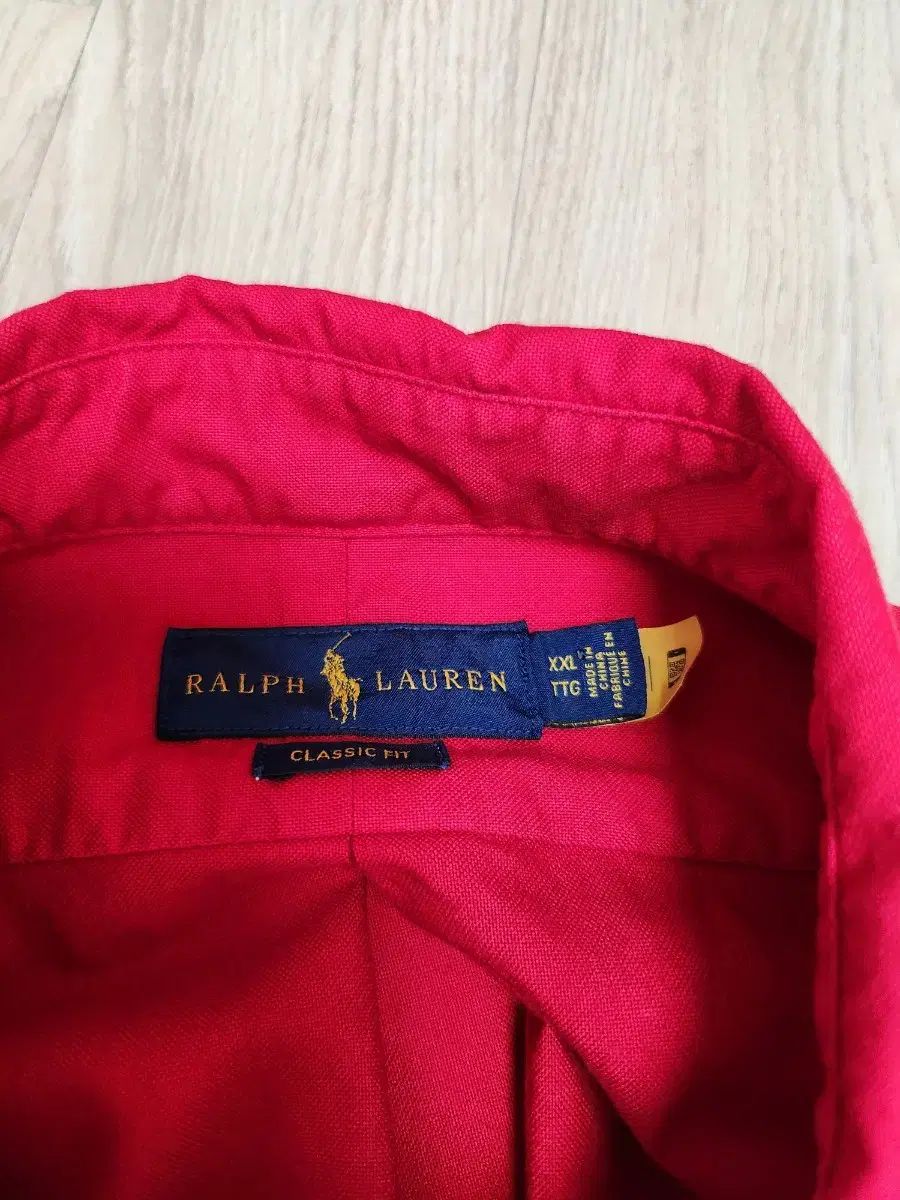 RALPH LAUREN
CLASSIC FIT
XXL
TTG
MADE IN
CHINA
FABRIQUÉ EN
CHINE